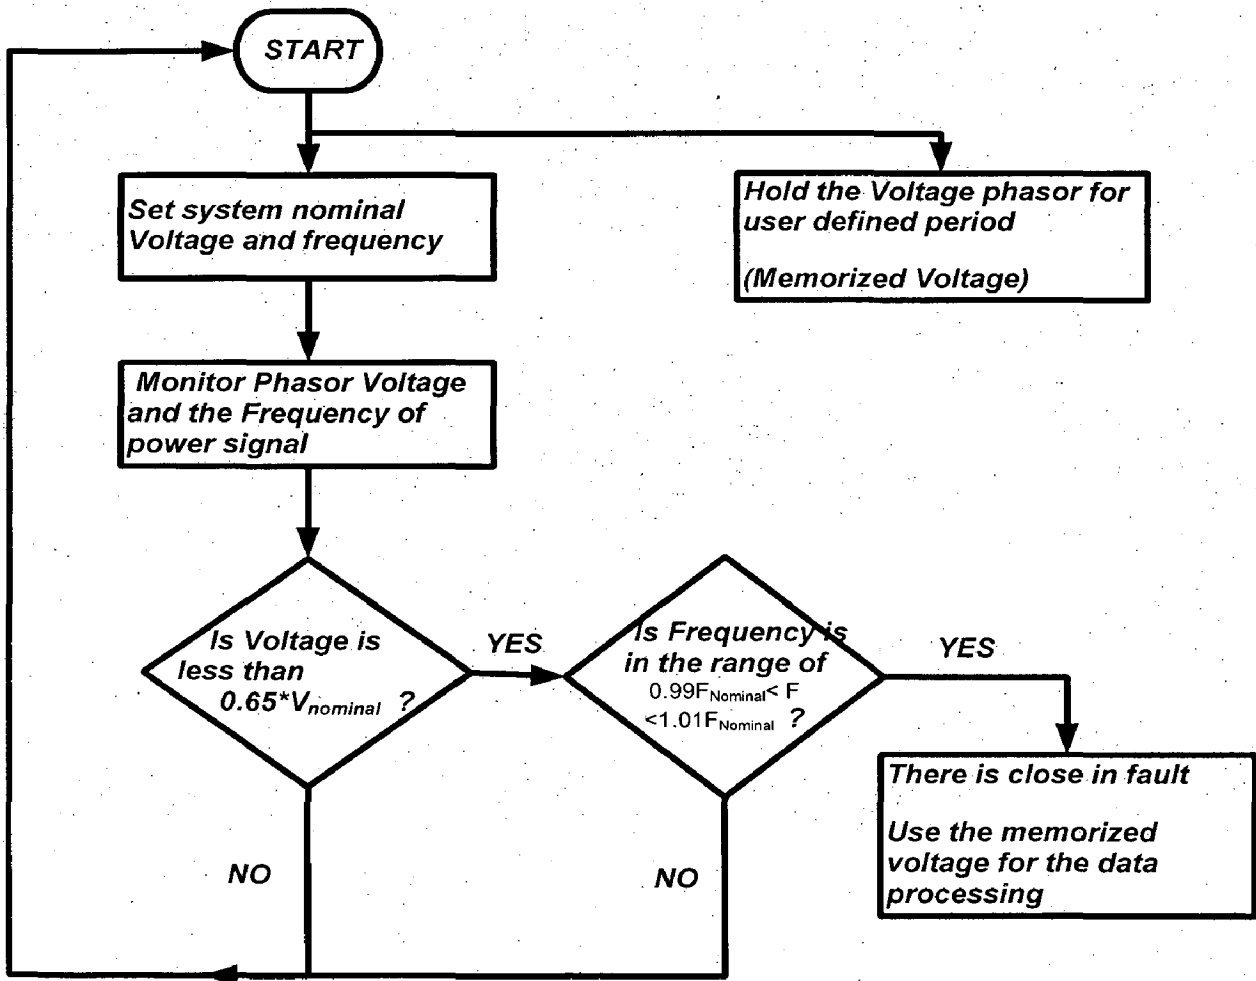 START
Set system nominal
Voltage and frequency
Hold the Voltage phasor for
user defined period
(Memorized Voltage)
Monitor Phasor Voltage
and the Frequency of
power signal
Is Voltage is
less than
0.65*Vnominal ?
YES
Is Frequency is
in the range of
0.99FNominal< F
<1.01FNominal ?
YES
There is close in fault
Use the memorized
voltage for the data
processing
NO
NO